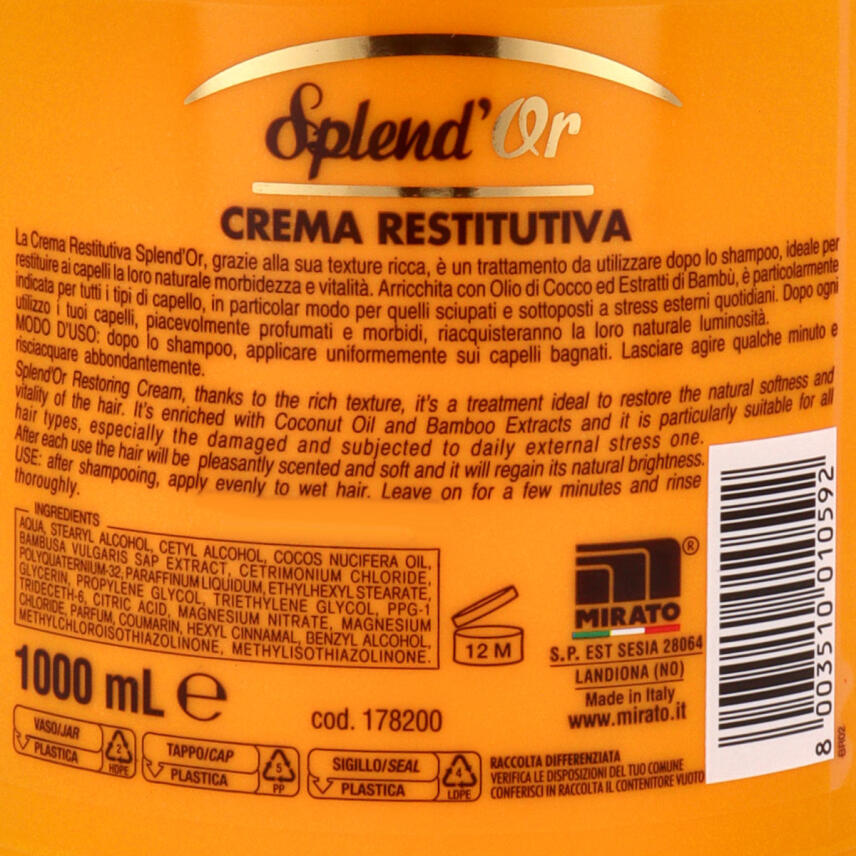 Splend'Or
CREMA RESTITUTIVA
La Crema Restitutiva Splend'Or, grazie alla sua texture ricca, è un trattamento da utilizzare dopo lo shampoo, ideale per
restituire ai capelli la loro naturale morbidezza e vitalità. Arricchita con Olio di Cocco ed Estratti di Bambù, è particolarmente
indicata per tutti i tipi di capello, in particolar modo per quelli sciupati e sottoposti a stress esterni quotidiani. Dopo ogni
utilizzo i tuoi capelli, piacevolmente profumati e morbidi, riacquisteranno la loro naturale luminosità.
MODO D'USO: dopo lo shampoo, applicare uniformemente sui capelli bagnati. Lasciare agire qualche minuto e
risciacquare abbondantemente.
Splend'Or Restoring Cream, thanks to the rich texture, it's a treatment ideal to restore the natural softness and
vitality of the hair. It's enriched with Coconut Oil and Bamboo Extracts and it is particularly suitable for all
hair types, especially the damaged and subjected to daily external stress one.
After each use the hair will be pleasantly scented and soft and it will regain its natural brightness.
USE: after shampooing, apply evenly to wet hair. Leave on for a few minutes and rinse
thoroughly.
INGREDIENTS
AQUA, STEARYL ALCOHOL, CETYL ALCOHOL, COCOS NUCIFERA OIL,
BAMBUSA VULGARIS SAP EXTRACT, CETRIMONIUM CHLORIDE,
POLYQUATERNIUM-32, PARAFFINUM LIQUIDUM, ETHYLHEXYL STEARATE,
GLYCERIN, PROPYLENE GLYCOL, TRIETHYLENE GLYCOL, PPG-1
TRIDECETH-6, CITRIC ACID, MAGNESIUM NITRATE, MAGNESIUM
CHLORIDE, PARFUM, COUMARIN, HEXYL CINNAMAL, BENZYL ALCOHOL,
METHYLCHLOROISOTHIAZOLINONE, METHYLISOTHIAZOLINONE.
12 M
MIRATO®
S.P. EST SESIA 28064
LANDIONA (NO)
Made in Italy
www.mirato.it
8 003510 010592
BR02
1000 mL e
cod. 178200
VASO/JAR
PLASTICA
2
HDPE
TAPPO/CAP
PLASTICA
5
PP
SIGILLO/SEAL
PLASTICA
4
LDPE
RACCOLTA DIFFERENZIATA
VERIFICA LE DISPOSIZIONI DEL TUO COMUNE
CONFERISCI IN RACCOLTA IL CONTENITORE VUOTO